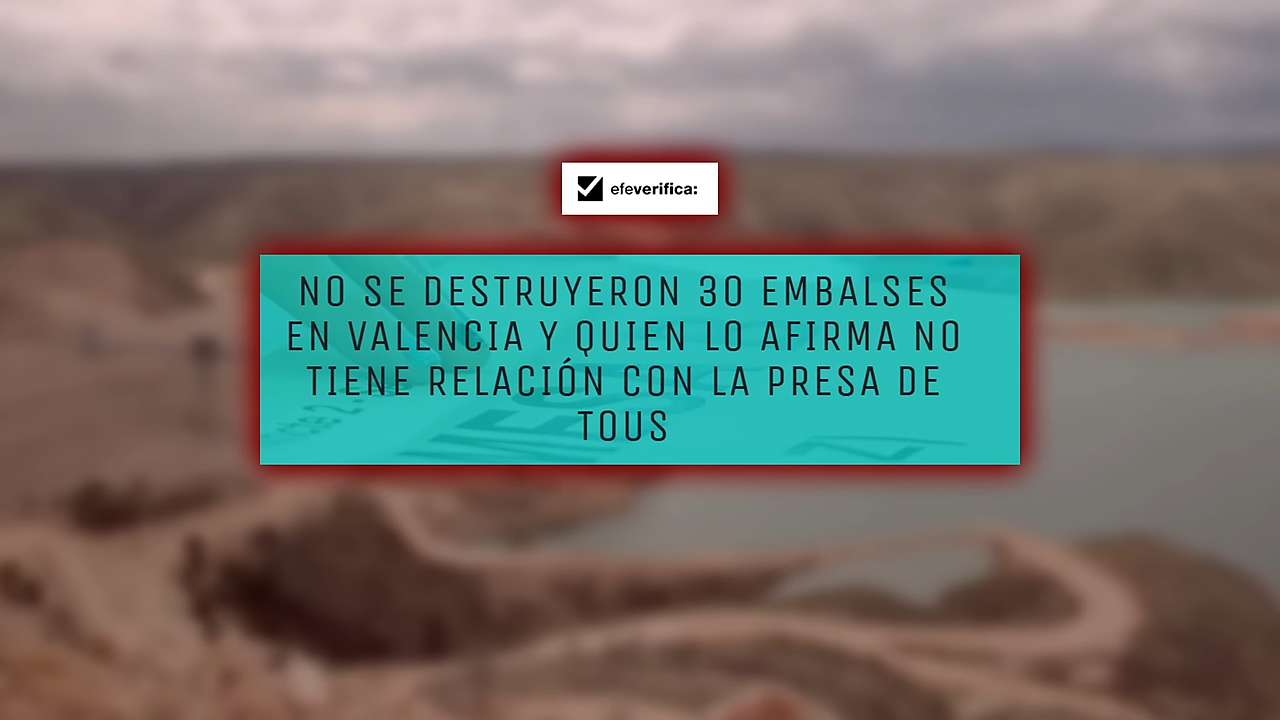 efeverifica:
NO SE DESTRUYERON 30 EMBALSES
EN VALENCIA Y QUIEN LO AFIRMA NO
TIENE RELACIÓN CON LA PRESA DE
TOUS